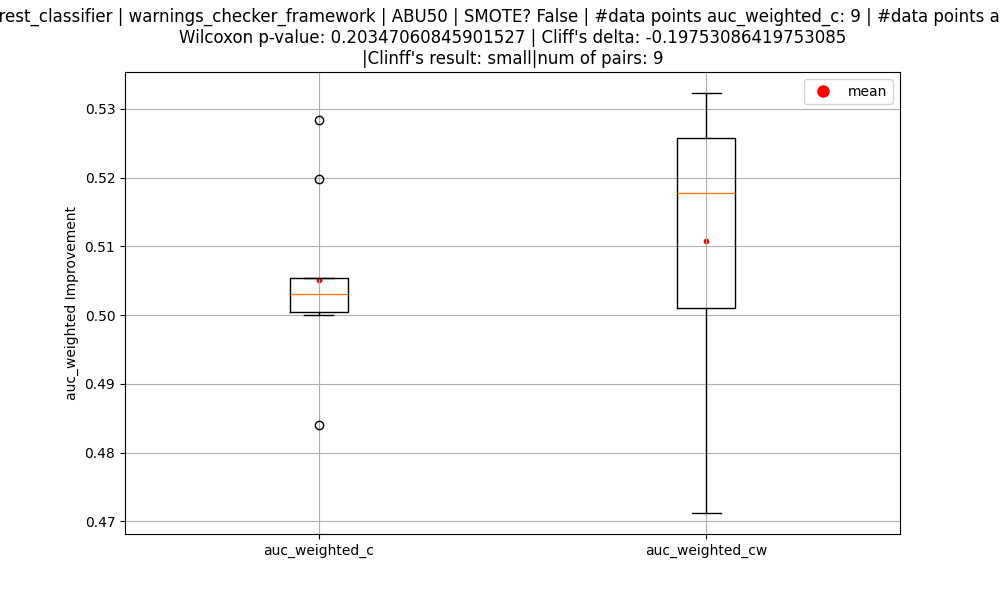 rest_classifier | warnings_checker_framework | ABU50 | SMOTE? False | #data points auc_weighted_c: 9 | #data points a
Wilcoxon p-value: 0.20347060845901527 | Cliff's delta: -0.19753086419753085
|Clinff's result: small|num of pairs: 9
mean
0.53
0.52
0.51
0.50
0.49
0.48
0.47
auc_weighted Improvement
auc_weighted_c auc_weighted_cw